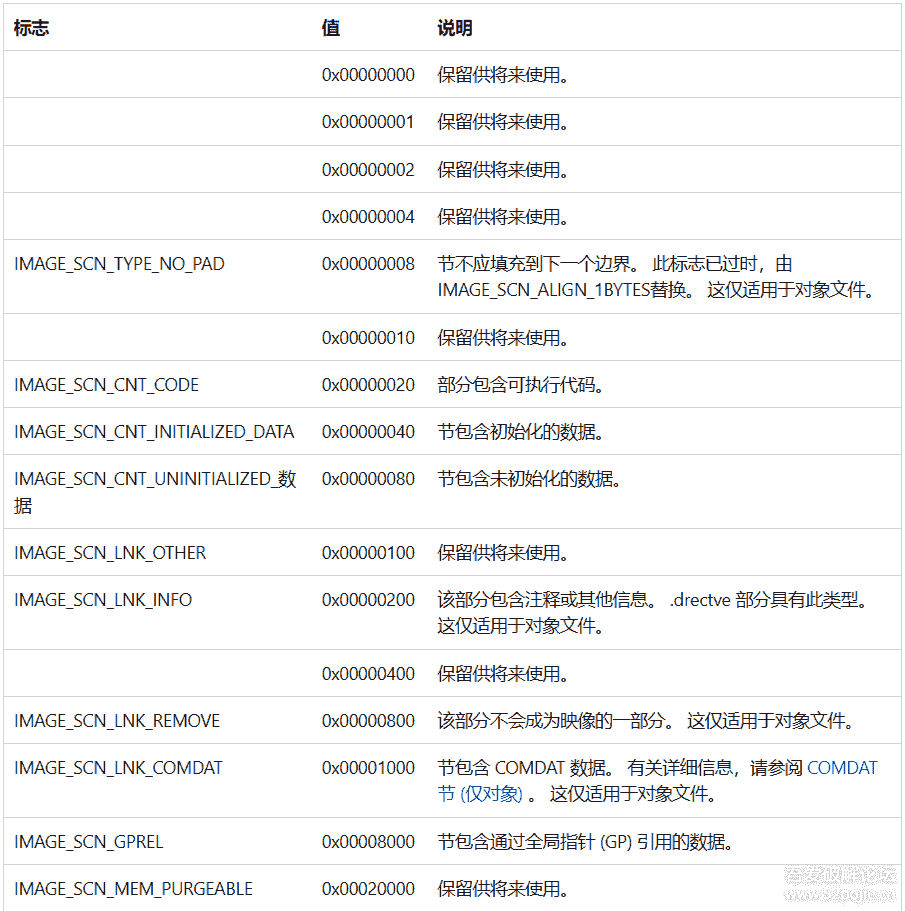 标志 值 说明
0x00000000 保留供将来使用。
0x00000001 保留供将来使用。
0x00000002 保留供将来使用。
0x00000004 保留供将来使用。
IMAGE_SCN_TYPE_NO_PAD 0x00000008 节不应填充到下一个边界。 此标志已过时，由
IMAGE_SCN_ALIGN_1BYTES替换。 这仅适用于对象文件。
0x00000010 保留供将来使用。
IMAGE_SCN_CNT_CODE 0x00000020 部分包含可执行代码。
IMAGE_SCN_CNT_INITIALIZED_DATA 0x00000040 节包含初始化的数据。
IMAGE_SCN_CNT_UNINITIALIZED_数 0x00000080 节包含未初始化的数据。
据
IMAGE_SCN_LNK_OTHER 0x00000100 保留供将来使用。
IMAGE_SCN_LNK_INFO 0x00000200 该部分包含注释或其他信息。 .drectve 部分具有此类型。
这仅适用于对象文件。
0x00000400 保留供将来使用。
IMAGE_SCN_LNK_REMOVE 0x00000800 该部分不会成为映像的一部分。 这仅适用于对象文件。
IMAGE_SCN_LNK_COMDAT 0x00001000 节包含 COMDAT 数据。 有关详细信息，请参阅 COMDAT
节 (仅对象) 。 这仅适用于对象文件。
IMAGE_SCN_GPREL 0x00008000 节包含通过全局指针 (GP) 引用的数据。
IMAGE_SCN_MEM_PURGEABLE 0x00020000 保留供将来使用。
吾爱破解论坛
www.52pojie.cn